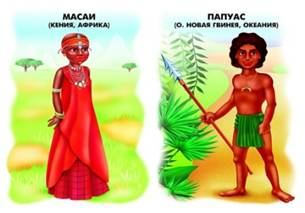 МАСАИ
(КЕНИЯ, АФРИКА)
ПАПУАС
(О. НОВАЯ ГВИНЕЯ, ОКЕАНИЯ)